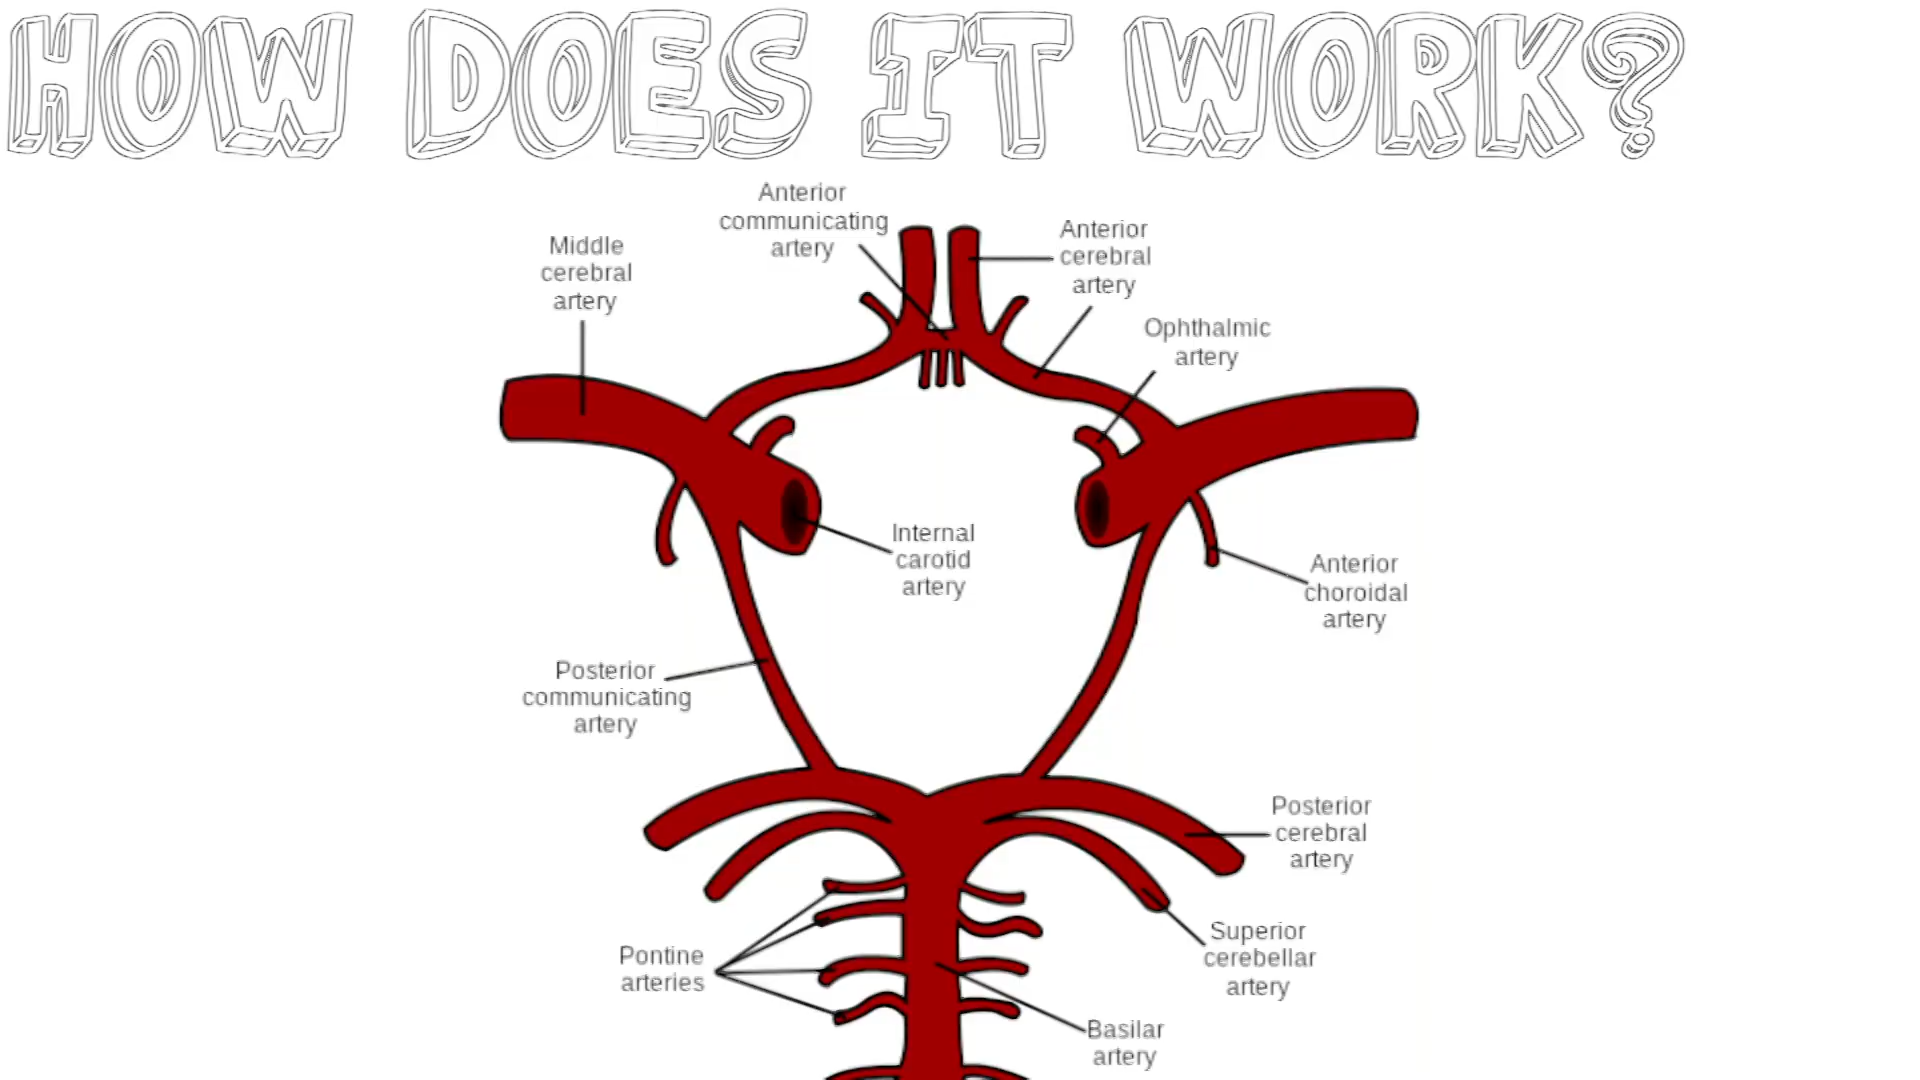 HOW DOES IT WORK?
Anterior
communicating
artery
Middle
cerebral
artery
Anterior
cerebral
artery
Ophthalmic
artery
Internal
carotid
artery
Anterior
choroidal
artery
Posterior
communicating
artery
Posterior
cerebral
artery
Superior
cerebellar
artery
Pontine
arteries
Basilar
artery